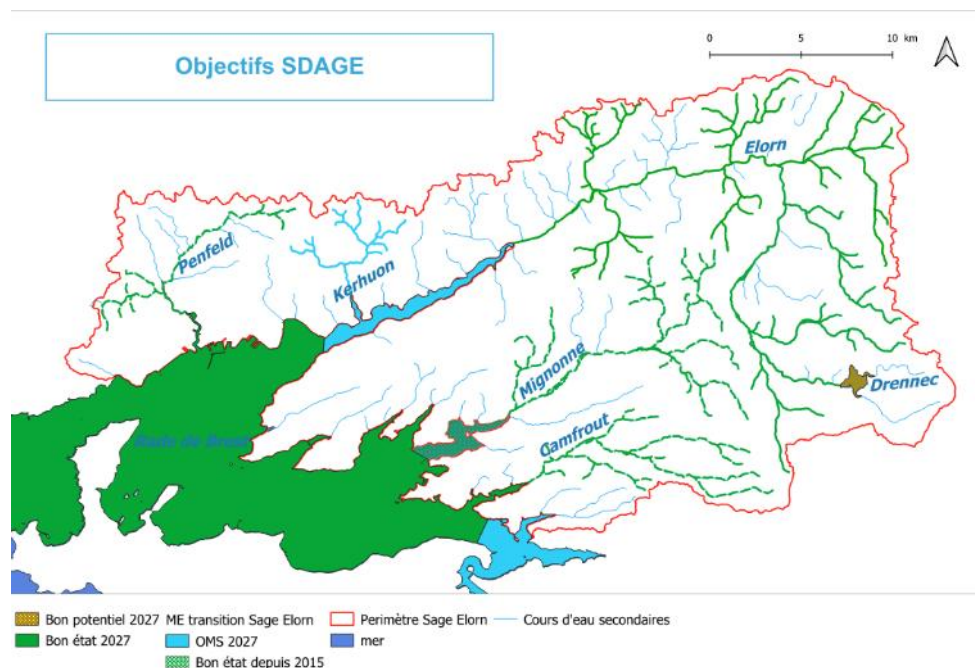 Objectifs SDAGE
0 5 10 km
Elorn
Penfeld
Kerhuon
Mignonne
Drennec
Camfrout
Rade de Brest
Bon potentiel 2027 ME transition Sage Elorn Perimètre Sage Elorn Cours d'eau secondaires
Bon état 2027 OMS 2027 mer
Bon état depuis 2015